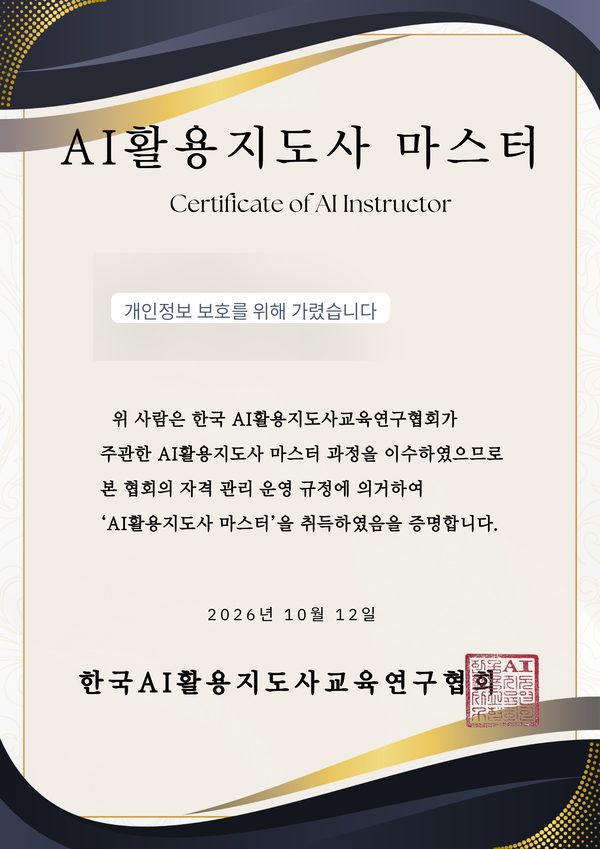 AI활용지도사 마스터
Certificate of AI Instructor
개인정보 보호를 위해 가렸습니다
위 사람은 한국 AI활용지도사교육연구협회가
주관한 AI활용지도사 마스터 과정을 이수하였으므로
본 협회의 자격 관리 운영 규정에 의거하여
‘AI활용지도사 마스터’을 취득하였음을 증명합니다.
2026년 10월 12일
한국AI활용지도사교육연구협회
AI